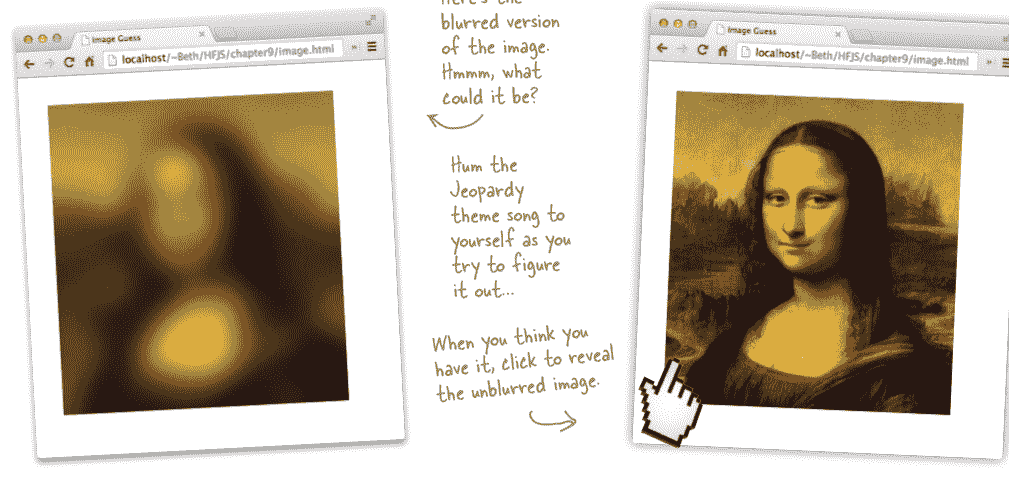 Image Guess
localhost/~Beth/HFJS/chapter9/image.html
here's the
blurred version
of the image.
Hmmm, what
could it be?
Hum the
Jeopardy
theme song to
yourself as you
try to figure
it out...
When you think you
have it, click to reveal
the unblurred image.
Image Guess
localhost/~Beth/HFJS/chapter9/image.html